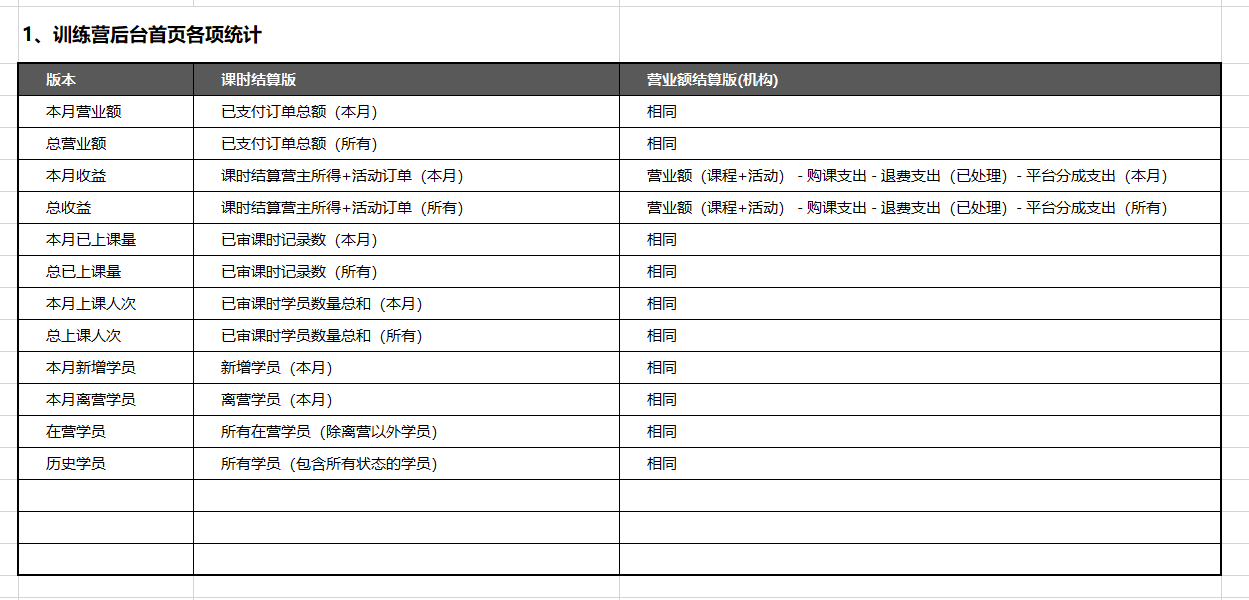 1、训练营后台首页各项统计
版本 课时结算版 营业额结算版(机构)
本月营业额 已支付订单总额（本月） 相同
总营业额 已支付订单总额（所有） 相同
本月收益 课时结算营主所得+活动订单（本月） 营业额（课程+活动） - 购课支出 - 退费支出（已处理）- 平台分成支出（本月）
总收益 课时结算营主所得+活动订单（所有） 营业额（课程+活动） - 购课支出 - 退费支出（已处理）- 平台分成支出（所有）
本月已上课量 已审课时记录数（本月） 相同
总已上课量 已审课时记录数（所有） 相同
本月上课人次 已审课时学员数量总和（本月） 相同
总上课人次 已审课时学员数量总和（所有） 相同
本月新增学员 新增学员（本月） 相同
本月离营学员 离营学员（本月） 相同
在营学员 所有在营学员（除离营以外学员） 相同
历史学员 所有学员（包含所有状态的学员） 相同